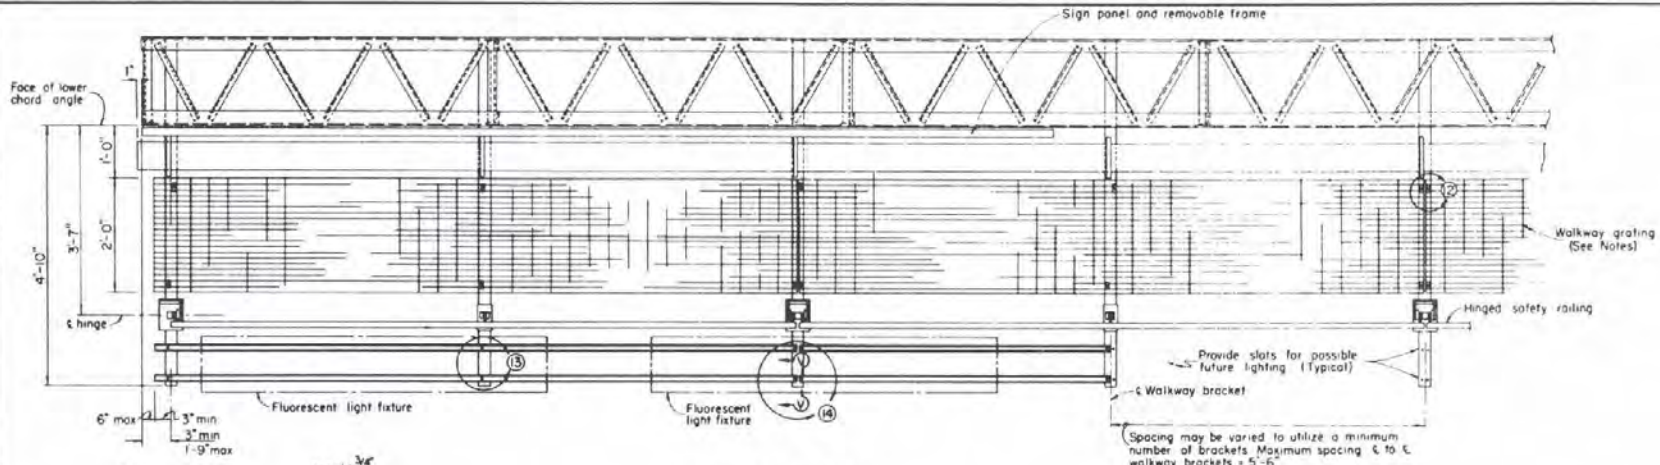 Sign panel and removable frame
1"
Face of lower
chord angle
1'-0"
2'-0"
3'-7"
4'-10"
℄ hinge
12
Walkway grating
(See Notes)
Hinged safety railing
13
14
V
V
Provide slots for possible
future lighting (Typical)
Fluorescent light fixture
Fluorescent
light fixture
℄ Walkway bracket
6" max
3" min
3" min
1'-9" max
Spacing may be varied to utilize a minimum
number of brackets Maximum spacing ℄ to ℄
walkway brackets = 5'-6"
3/8"